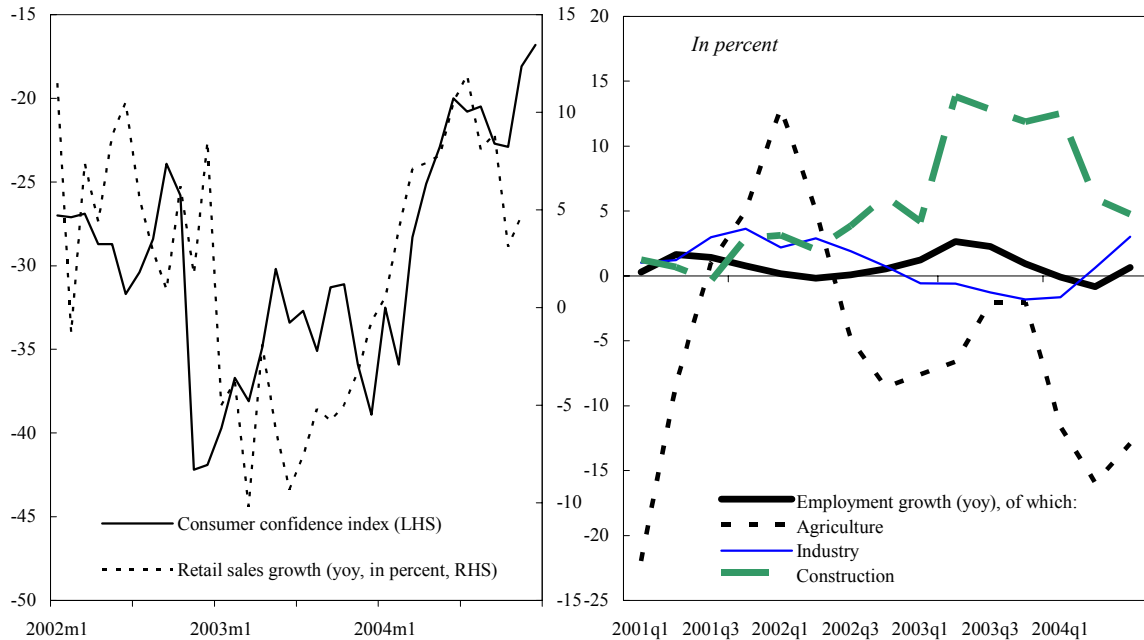 -15
-20
-25
-30
-35
-40
-45
-50
15
10
5
0
-5
-10
-15
Consumer confidence index (LHS)
Retail sales growth (yoy, in percent, RHS)
2002m1 2003m1 2004m1
In percent
20
15
10
5
0
-5
-10
-15
-20
-25
Employment growth (yoy), of which:
Agriculture
Industry
Construction
2001q1 2001q3 2002q1 2002q3 2003q1 2003q3 2004q1